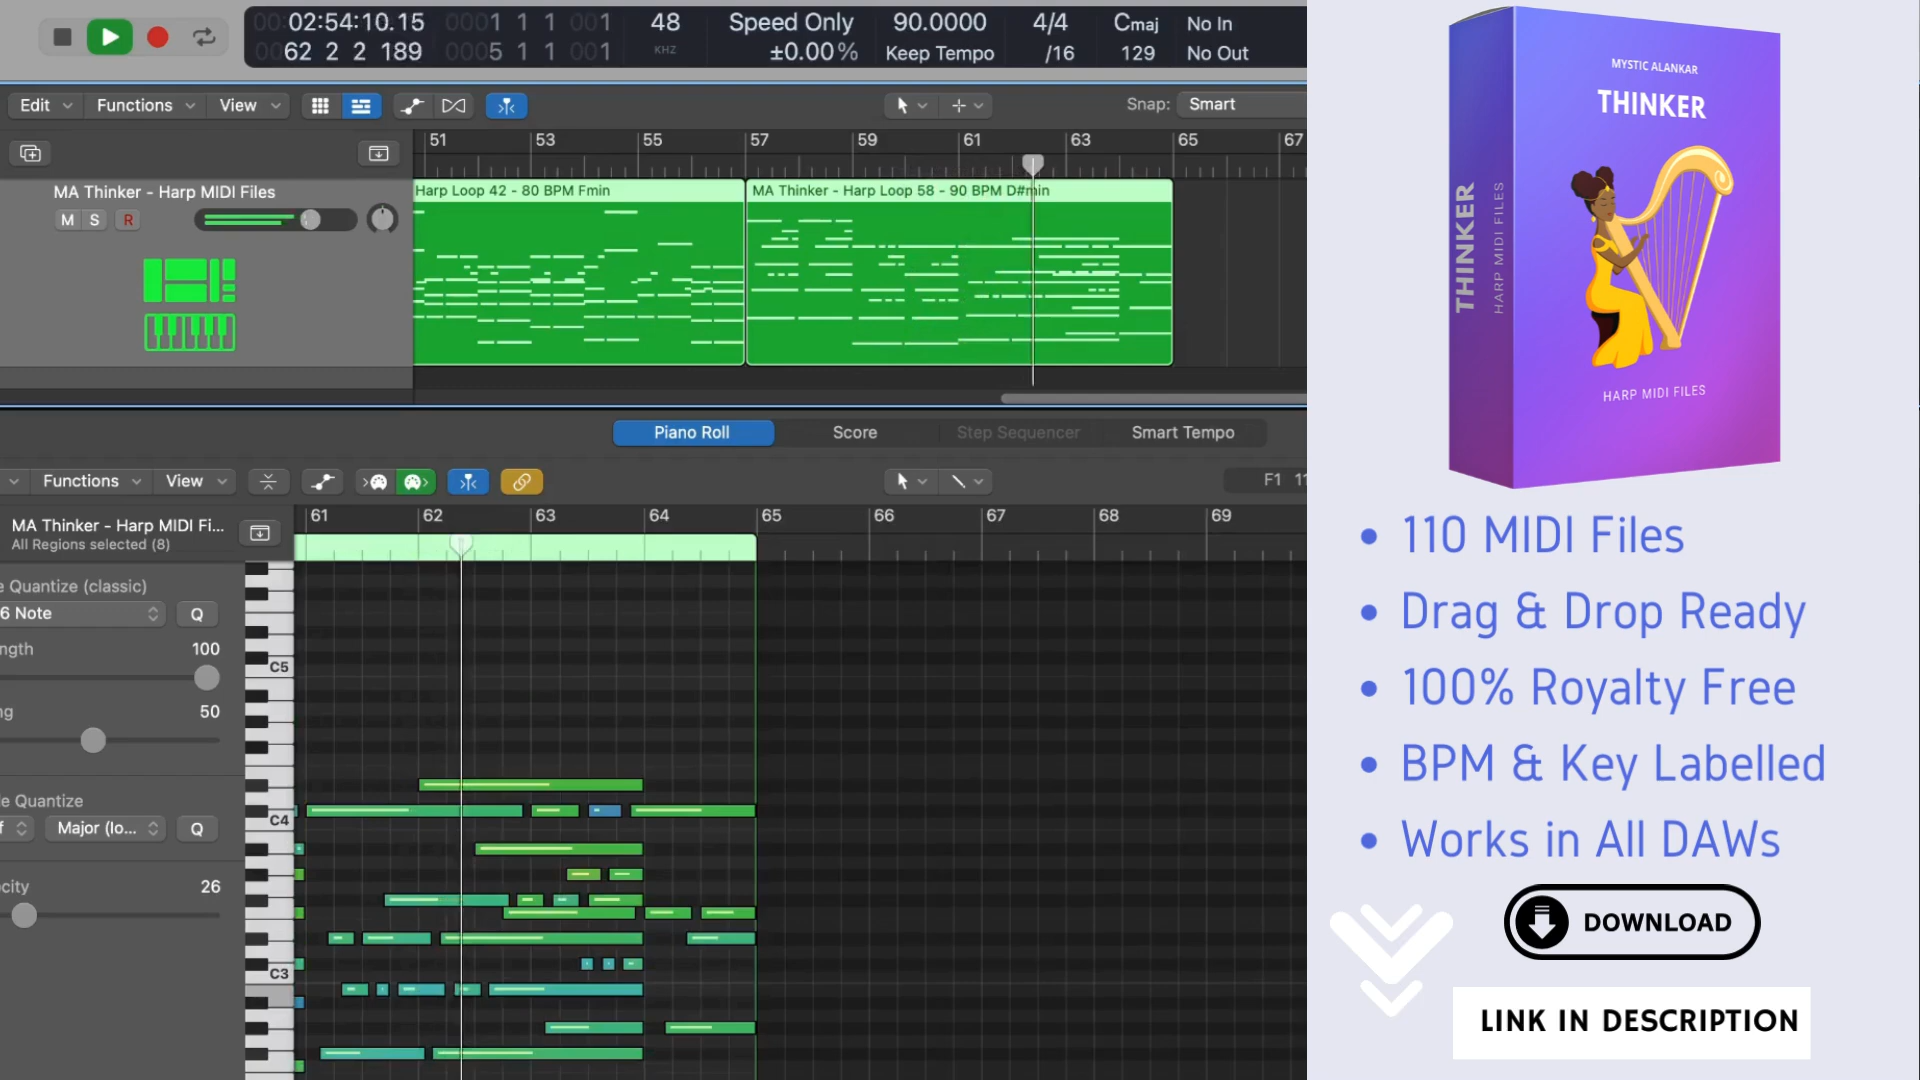 00:02:54:10.15
0062 2 2 189
0001 1 1 001
0005 1 1 001
48
KHZ
Speed Only
±0.00%
90.0000
Keep Tempo
4/4
/16
Cmaj
129
No In
No Out
Edit
Functions
View
Snap: Smart
51 53 55 57 59 61 63 65 67
MA Thinker - Harp MIDI Files
M S R
Harp Loop 42 - 80 BPM Fmin
MA Thinker - Harp Loop 58 - 90 BPM D#min
Piano Roll
Score
Step Sequencer
Smart Tempo
Functions
View
F1 11
MA Thinker - Harp MIDI Fi...
All Regions selected (8)
61 62 63 64 65 66 67 68 69
e Quantize (classic)
6 Note
Q
ngth 100
ng 50
le Quantize
f
Major (lo...
Q
ocity 26
C5
C4
C3
MYSTIC ALANKAR
THINKER
HARP MIDI FILES
THINKER
HARP MIDI FILES
• 110 MIDI Files
• Drag & Drop Ready
• 100% Royalty Free
• BPM & Key Labelled
• Works in All DAWs
DOWNLOAD
LINK IN DESCRIPTION